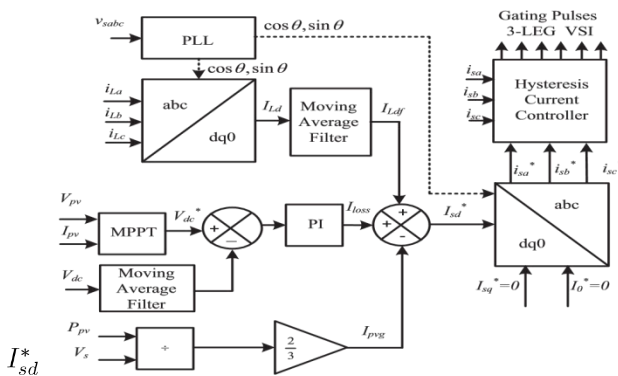 Gating Pulses
3-LEG VSI
v_sabc
PLL
cosθ, sinθ
cosθ, sinθ
i_La
i_Lb
i_Lc
abc
dq0
I_Ld
Moving
Average
Filter
I_Ldf
i_sa
i_sb
i_sc
Hysteresis
Current
Controller
i_sa*
i_sb*
i_sc
V_pv
I_pv
MPPT
V_dc*
+
−
PI
I_loss
+
+
-
I_sd*
abc
dq0
V_dc
Moving
Average
Filter
I_sq*=0
I_0*=0
P_pv
V_s
÷
2/3
I_pvg
I*_sd